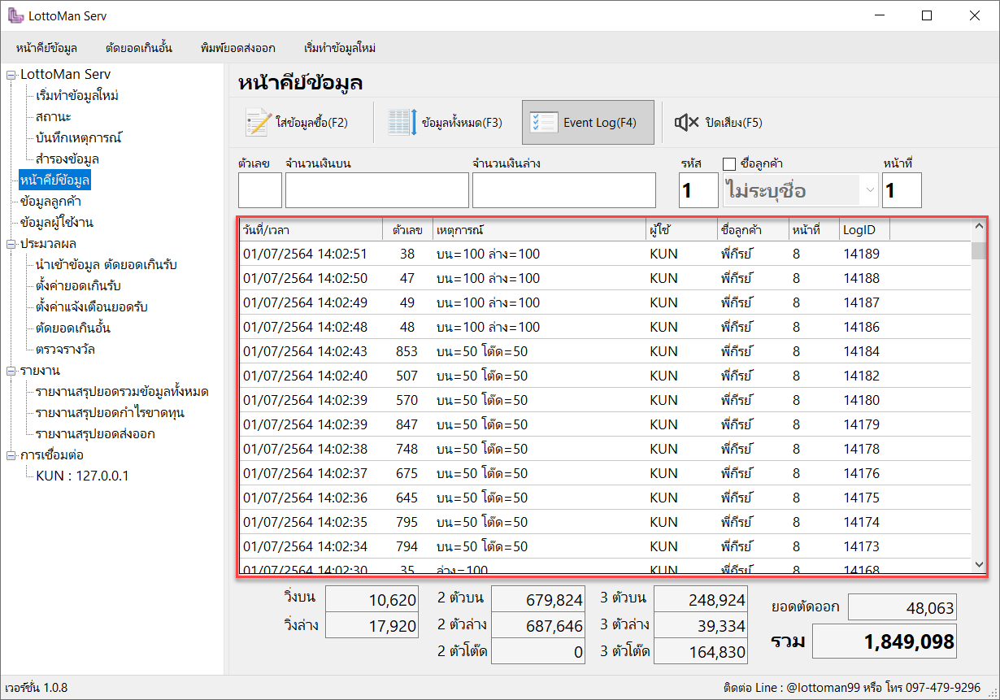 LottoMan Serv
หน้าคีย์ข้อมูล ตัดยอดเกินอั้น พิมพ์ยอดส่งออก เริ่มทำข้อมูลใหม่
LottoMan Serv
เริ่มทำข้อมูลใหม่
สถานะ
บันทึกเหตุการณ์
สำรองข้อมูล
หน้าคีย์ข้อมูล
ข้อมูลลูกค้า
ข้อมูลผู้ใช้งาน
ประมวลผล
นำเข้าข้อมูล ตัดยอดเกินรับ
ตั้งค่ายอดเกินรับ
ตั้งค่าแจ้งเตือนยอดรับ
ตัดยอดเกินอั้น
ตรวจรางวัล
รายงาน
รายงานสรุปยอดรวมข้อมูลทั้งหมด
รายงานสรุปยอดกำไรขาดทุน
รายงานสรุปยอดส่งออก
การเชื่อมต่อ
KUN : 127.0.0.1
หน้าคีย์ข้อมูล
ใส่ข้อมูลซื้อ(F2) ข้อมูลทั้งหมด(F3) Event Log(F4) ปิดเสียง(F5)
ตัวเลข จำนวนเงินบน จำนวนเงินล่าง รหัส ชื่อลูกค้า หน้าที่
1 ไม่ระบุชื่อ 1
วันที่/เวลา ตัวเลข เหตุการณ์ ผู้ใช้ ชื่อลูกค้า หน้าที่ LogID
01/07/2564 14:02:51 38 บน=100 ล่าง=100 KUN พี่กีรย์ 8 14189
01/07/2564 14:02:50 47 บน=100 ล่าง=100 KUN พี่กีรย์ 8 14188
01/07/2564 14:02:49 49 บน=100 ล่าง=100 KUN พี่กีรย์ 8 14187
01/07/2564 14:02:48 48 บน=100 ล่าง=100 KUN พี่กีรย์ 8 14186
01/07/2564 14:02:43 853 บน=50 โต๊ด=50 KUN พี่กีรย์ 8 14184
01/07/2564 14:02:40 507 บน=50 โต๊ด=50 KUN พี่กีรย์ 8 14182
01/07/2564 14:02:39 570 บน=50 โต๊ด=50 KUN พี่กีรย์ 8 14180
01/07/2564 14:02:39 847 บน=50 โต๊ด=50 KUN พี่กีรย์ 8 14179
01/07/2564 14:02:38 748 บน=50 โต๊ด=50 KUN พี่กีรย์ 8 14178
01/07/2564 14:02:37 675 บน=50 โต๊ด=50 KUN พี่กีรย์ 8 14176
01/07/2564 14:02:36 645 บน=50 โต๊ด=50 KUN พี่กีรย์ 8 14175
01/07/2564 14:02:35 795 บน=50 โต๊ด=50 KUN พี่กีรย์ 8 14174
01/07/2564 14:02:34 794 บน=50 โต๊ด=50 KUN พี่กีรย์ 8 14173
01/07/2564 14:02:30 35 ล่าง=100 KUN พี่กีรย์ 8 14168
วิ่งบน 10,620 2 ตัวบน 679,824 3 ตัวบน 248,924 ยอดตัดออก 48,063
วิ่งล่าง 17,920 2 ตัวล่าง 687,646 3 ตัวล่าง 39,334 รวม 1,849,098
2 ตัวโต๊ด 0 3 ตัวโต๊ด 164,830
เวอร์ชั่น 1.0.8 ติดต่อ Line : @lottoman99 หรือ โทร 097-479-9296